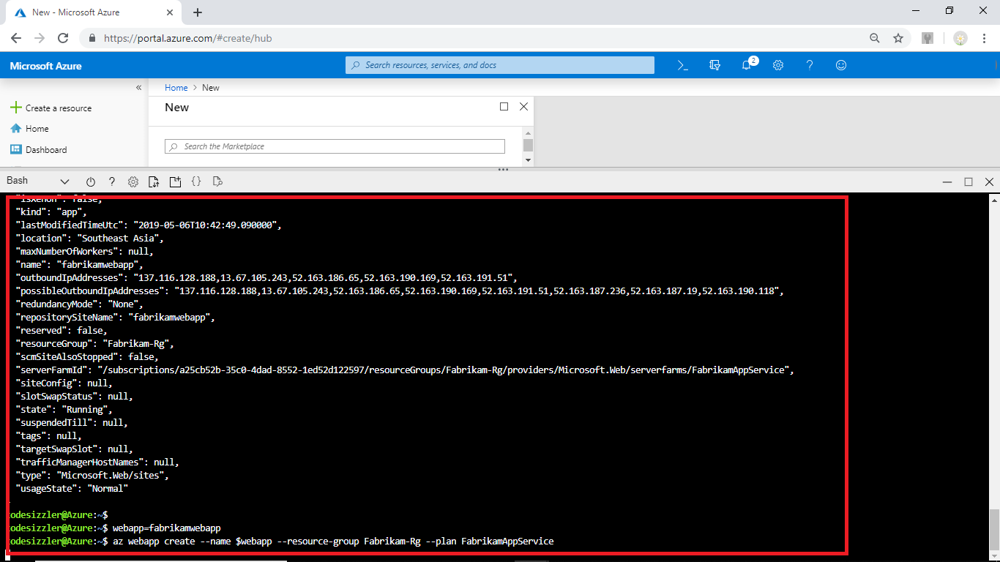 New - Microsoft Azure
https://portal.azure.com/#create/hub
Microsoft Azure
Search resources, services, and docs
2
Home > New
Create a resource
New
Home
Search the Marketplace
Dashboard
Bash
"isXenon": false,
"kind": "app",
"lastModifiedTimeUtc": "2019-05-06T10:42:49.090000",
"location": "Southeast Asia",
"maxNumberOfWorkers": null,
"name": "fabrikamwebapp",
"outboundIpAddresses": "137.116.128.188,13.67.105.243,52.163.186.65,52.163.190.169,52.163.191.51",
"possibleOutboundIpAddresses": "137.116.128.188,13.67.105.243,52.163.186.65,52.163.190.169,52.163.191.51,52.163.187.236,52.163.187.19,52.163.190.118",
"redundancyMode": "None",
"repositorySiteName": "fabrikamwebapp",
"reserved": false,
"resourceGroup": "Fabrikam-Rg",
"scmSiteAlsoStopped": false,
"serverFarmId": "/subscriptions/a25cb52b-35c0-4dad-8552-1ed52d122597/resourceGroups/Fabrikam-Rg/providers/Microsoft.Web/serverfarms/FabrikamAppService",
"siteConfig": null,
"slotSwapStatus": null,
"state": "Running",
"suspendedTill": null,
"tags": null,
"targetSwapSlot": null,
"trafficManagerHostNames": null,
"type": "Microsoft.Web/sites",
"usageState": "Normal"
codesizzler@Azure:~$
codesizzler@Azure:~$ webapp=fabrikamwebapp
codesizzler@Azure:~$ az webapp create --name $webapp --resource-group Fabrikam-Rg --plan FabrikamAppService